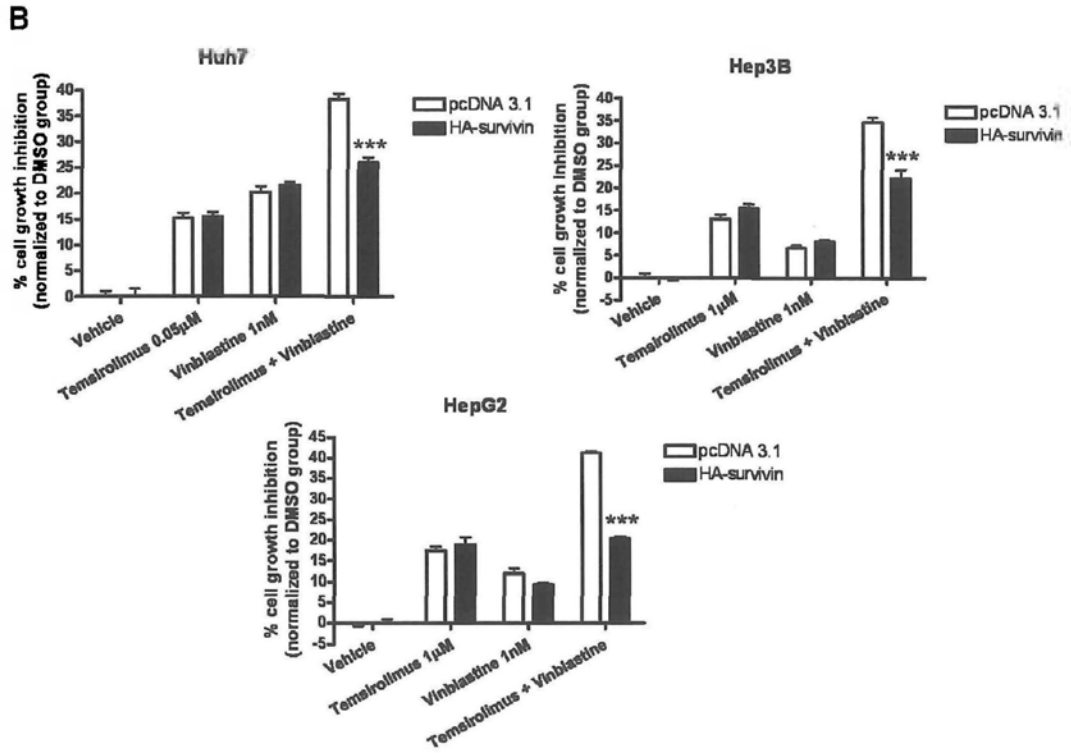 B
Huh7
% cell growth inhibition
(normalized to DMSO group)
40
35
30
25
20
15
10
5
0
***
pcDNA 3.1
HA-survivin
Vehicle
Temsirolimus 0.05µM
Vinblastine 1nM
Temsirolimus + Vinblastine
Hep3B
% cell growth inhibition
(normalized to DMSO group)
40
35
30
25
20
15
10
5
0
-5
***
pcDNA 3.1
HA-survivin
Vehicle
Temsirolimus 1µM
Vinblastine 1nM
Temsirolimus + Vinblastine
HepG2
% cell growth inhibition
(normalized to DMSO group)
45
40
35
30
25
20
15
10
5
0
-5
***
pcDNA 3.1
HA-survivin
Vehicle
Temsirolimus 1µM
Vinblastine 1nM
Temsirolimus + Vinblastine